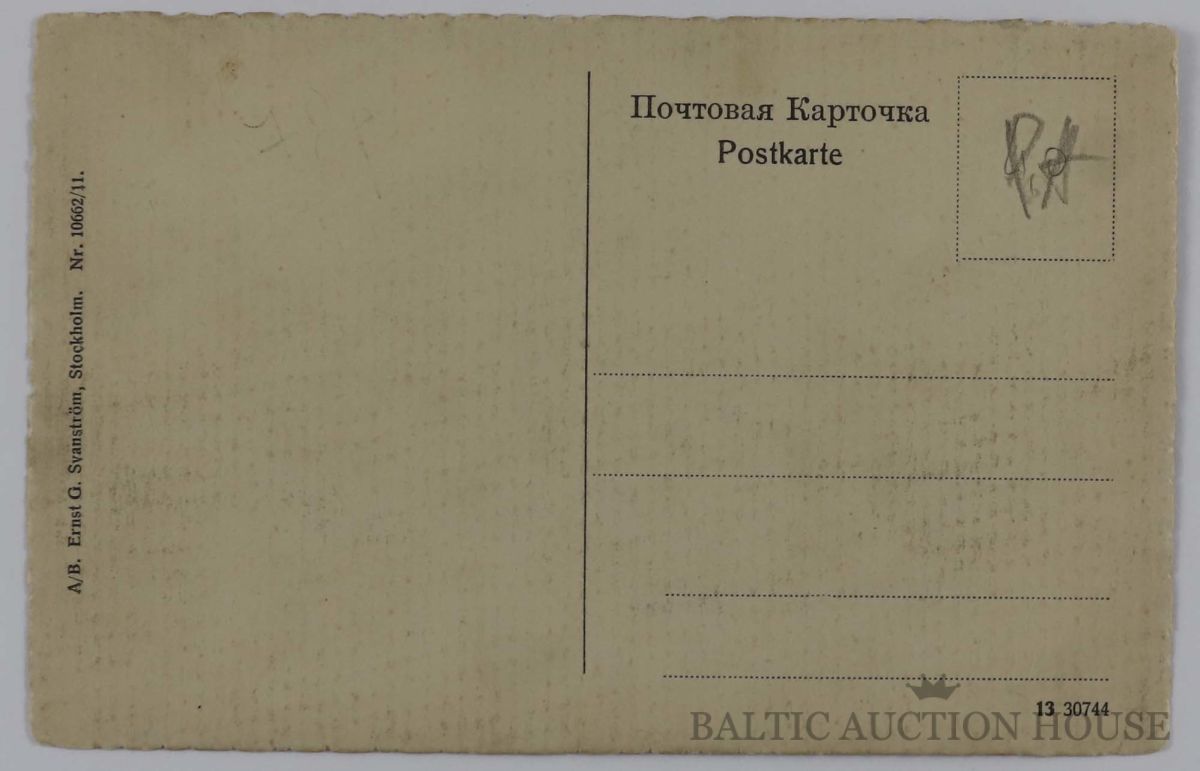 A/B. Ernst G. Svanström, Stockholm. Nr. 10662/11.
Почтовая Карточка
Postkarte
13 30744
BALTIC AUCTION HOUSE